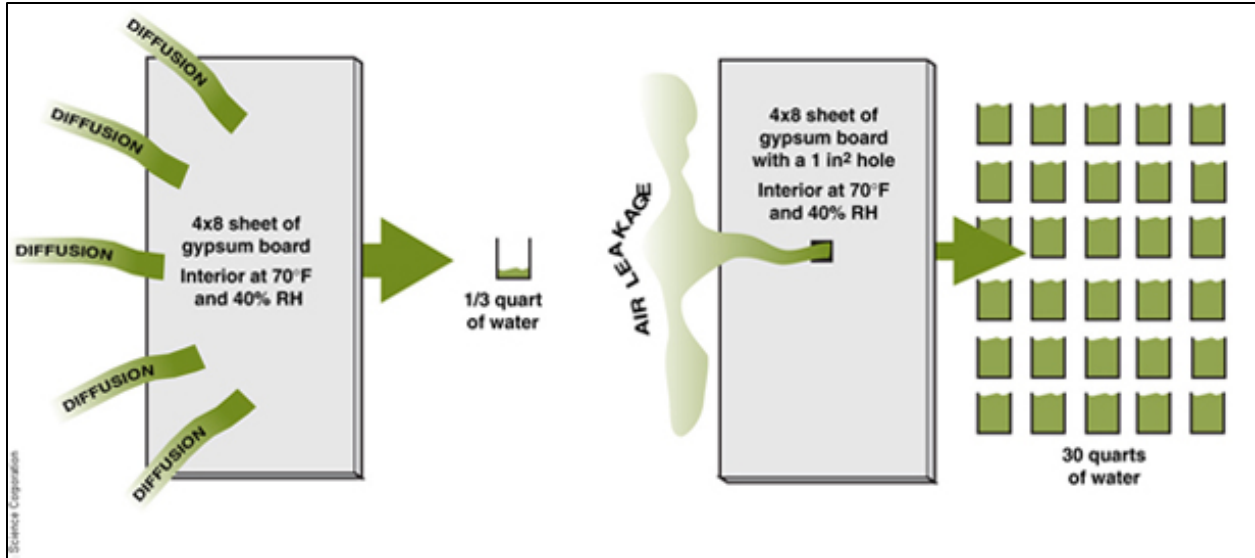 DIFFUSION
DIFFUSION
DIFFUSION
DIFFUSION
DIFFUSION
4x8 sheet of
gypsum board
Interior at 70°F
and 40% RH
1/3 quart
of water
AIR LEAKAGE
4x8 sheet of
gypsum board
with a 1 in² hole
Interior at 70°F
and 40% RH
30 quarts
of water
Science Corporation